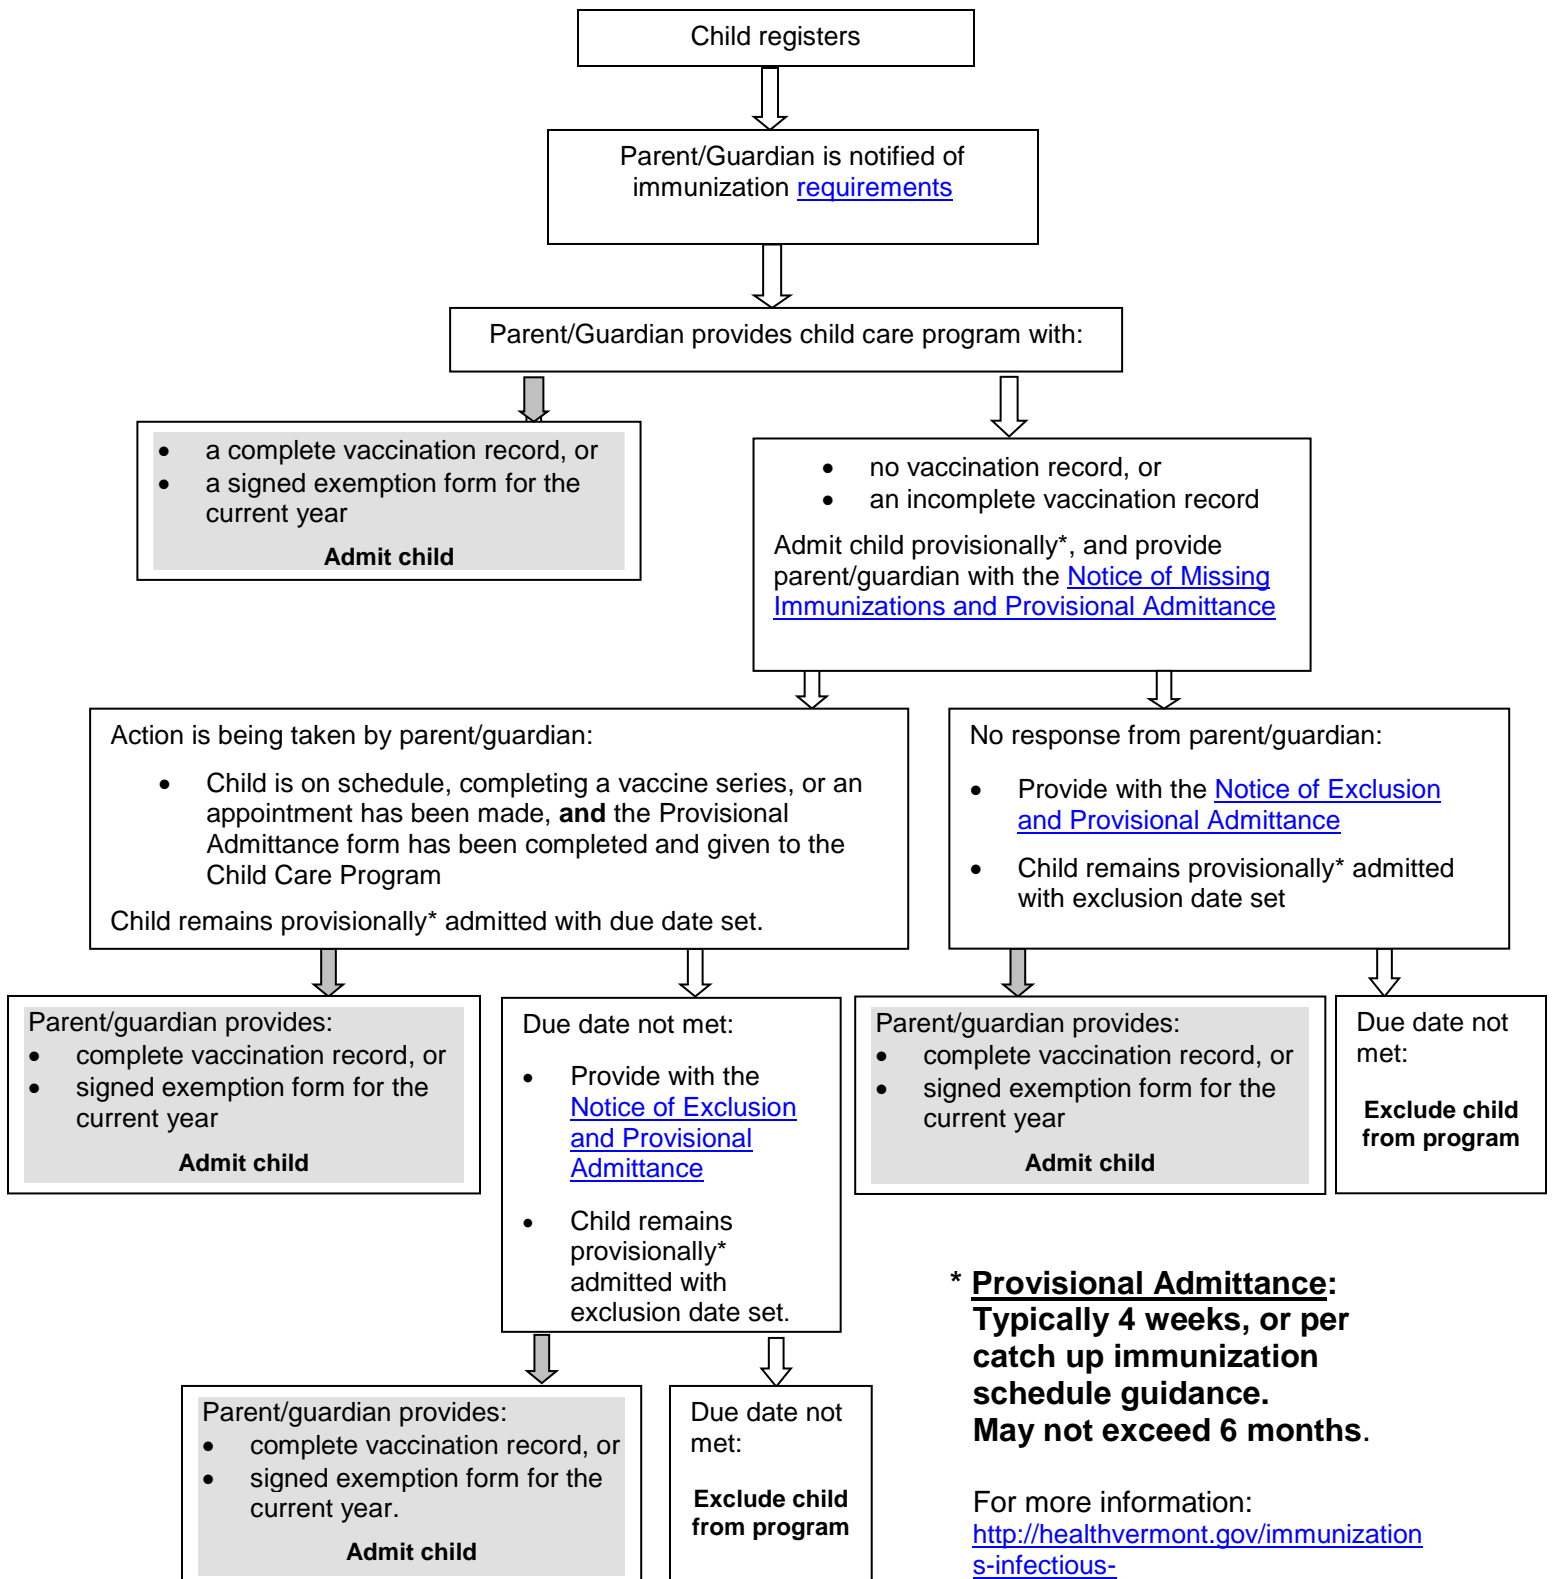 Child registers
Parent/Guardian is notified of
immunization requirements
Parent/Guardian provides child care program with:
• a complete vaccination record, or
• a signed exemption form for the
current year
Admit child
• no vaccination record, or
• an incomplete vaccination record
Admit child provisionally*, and provide
parent/guardian with the Notice of Missing
Immunizations and Provisional Admittance
Action is being taken by parent/guardian:
• Child is on schedule, completing a vaccine series, or an
appointment has been made, and the Provisional
Admittance form has been completed and given to the
Child Care Program
Child remains provisionally* admitted with due date set.
No response from parent/guardian:
• Provide with the Notice of Exclusion
and Provisional Admittance
• Child remains provisionally* admitted
with exclusion date set
Parent/guardian provides:
• complete vaccination record, or
• signed exemption form for the
current year
Admit child
Due date not met:
• Provide with the
Notice of Exclusion
and Provisional
Admittance
• Child remains
provisionally*
admitted with
exclusion date set.
Parent/guardian provides:
• complete vaccination record, or
• signed exemption form for the
current year
Admit child
Due date not
met:
Exclude child
from program
Parent/guardian provides:
• complete vaccination record, or
• signed exemption form for the
current year.
Admit child
Due date not
met:
Exclude child
from program
* Provisional Admittance:
Typically 4 weeks, or per
catch up immunization
schedule guidance.
May not exceed 6 months.
For more information:
http://healthvermont.gov/immunization
s-infectious-